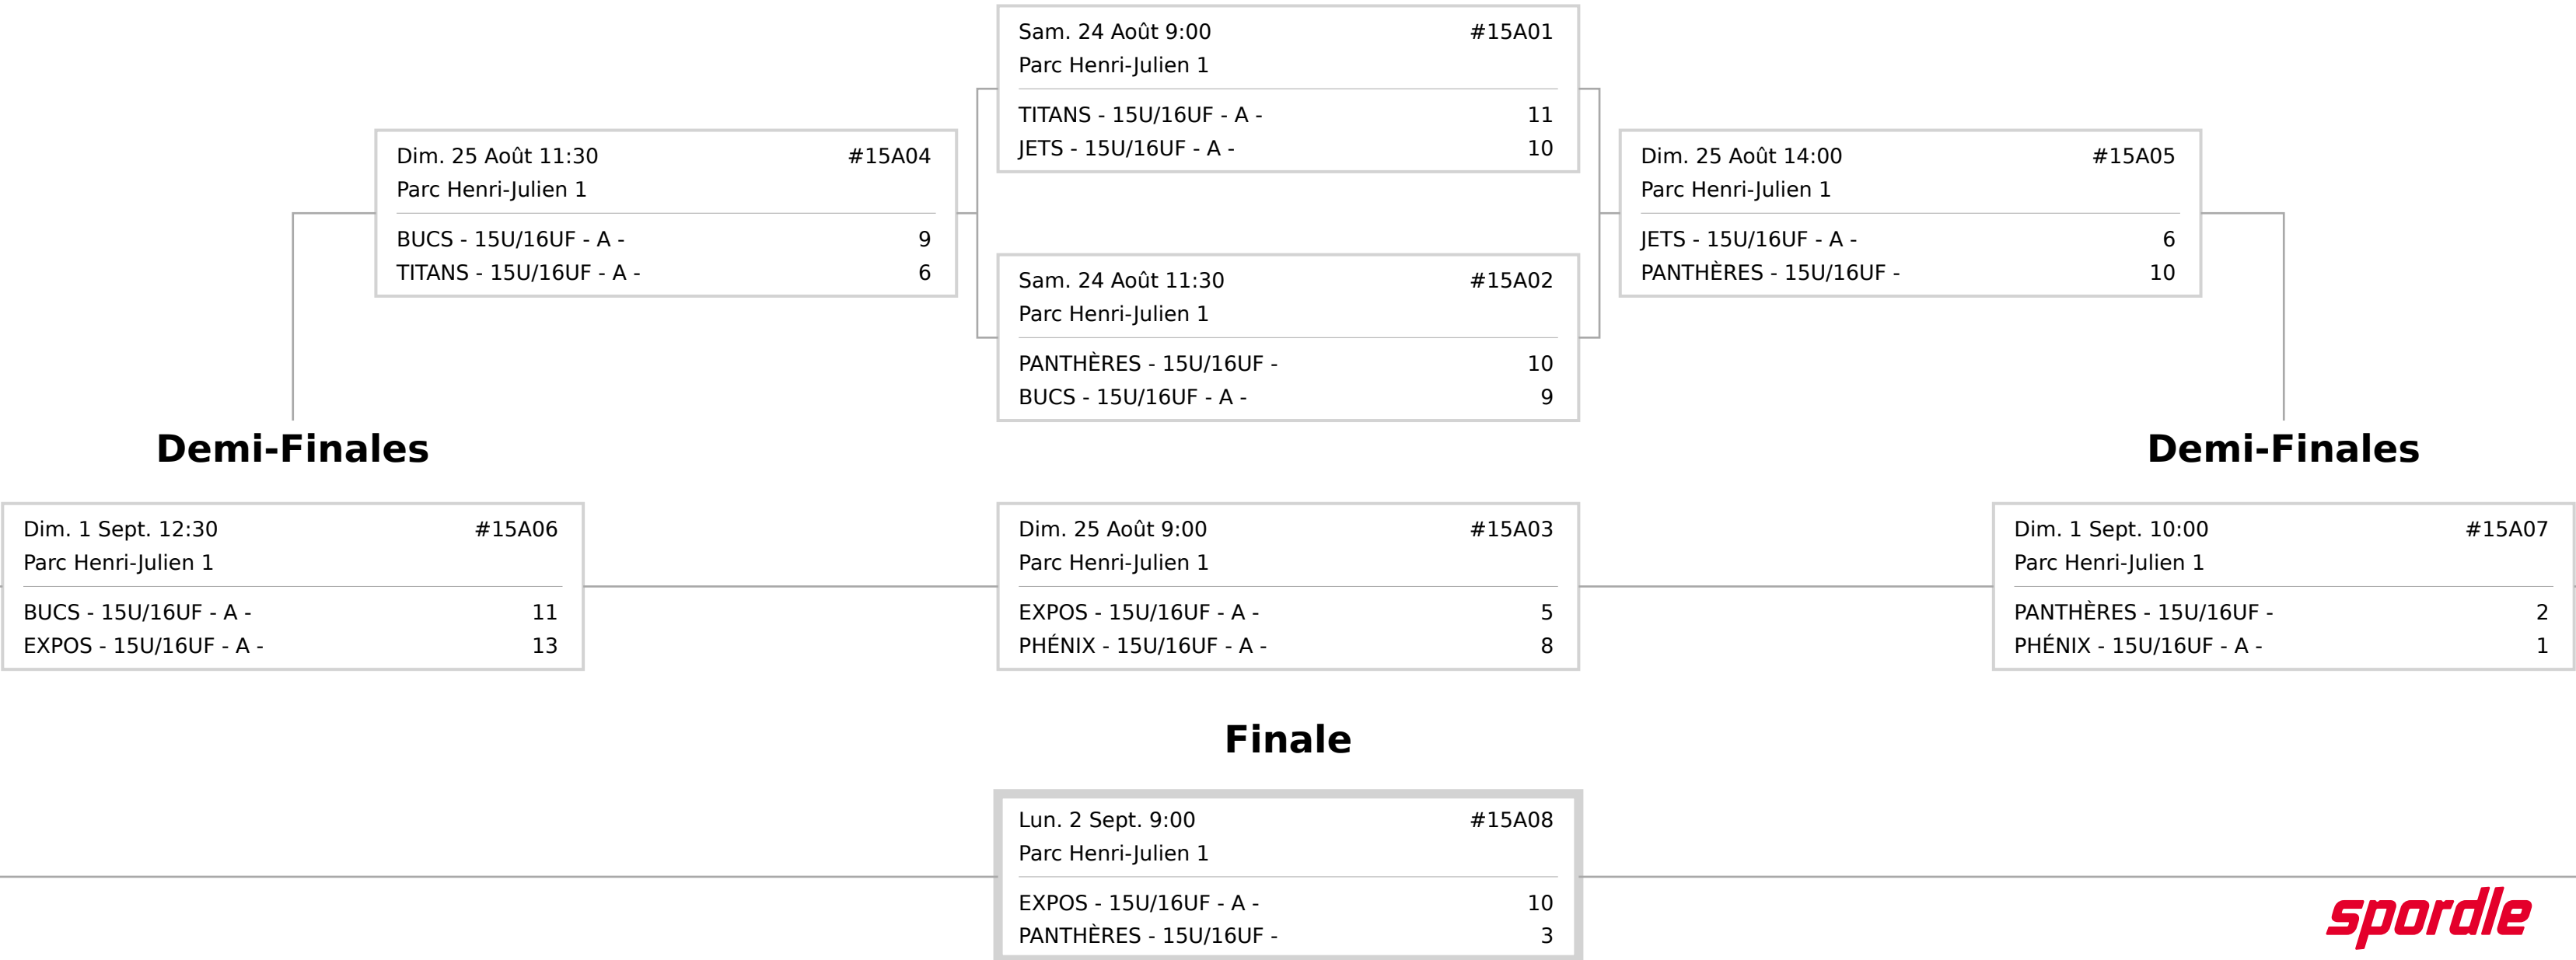 Sam. 24 Août 9:00 #15A01
Parc Henri-Julien 1
TITANS - 15U/16UF - A - 11
JETS - 15U/16UF - A - 10
Dim. 25 Août 11:30 #15A04
Parc Henri-Julien 1
BUCS - 15U/16UF - A - 9
TITANS - 15U/16UF - A - 6
Dim. 25 Août 14:00 #15A05
Parc Henri-Julien 1
JETS - 15U/16UF - A - 6
PANTHÈRES - 15U/16UF - 10
Sam. 24 Août 11:30 #15A02
Parc Henri-Julien 1
PANTHÈRES - 15U/16UF - 10
BUCS - 15U/16UF - A - 9
Demi-Finales
Demi-Finales
Dim. 1 Sept. 12:30 #15A06
Parc Henri-Julien 1
BUCS - 15U/16UF - A - 11
EXPOS - 15U/16UF - A - 13
Dim. 25 Août 9:00 #15A03
Parc Henri-Julien 1
EXPOS - 15U/16UF - A - 5
PHÉNIX - 15U/16UF - A - 8
Dim. 1 Sept. 10:00 #15A07
Parc Henri-Julien 1
PANTHÈRES - 15U/16UF - 2
PHÉNIX - 15U/16UF - A - 1
Finale
Lun. 2 Sept. 9:00 #15A08
Parc Henri-Julien 1
EXPOS - 15U/16UF - A - 10
PANTHÈRES - 15U/16UF - 3
spordle